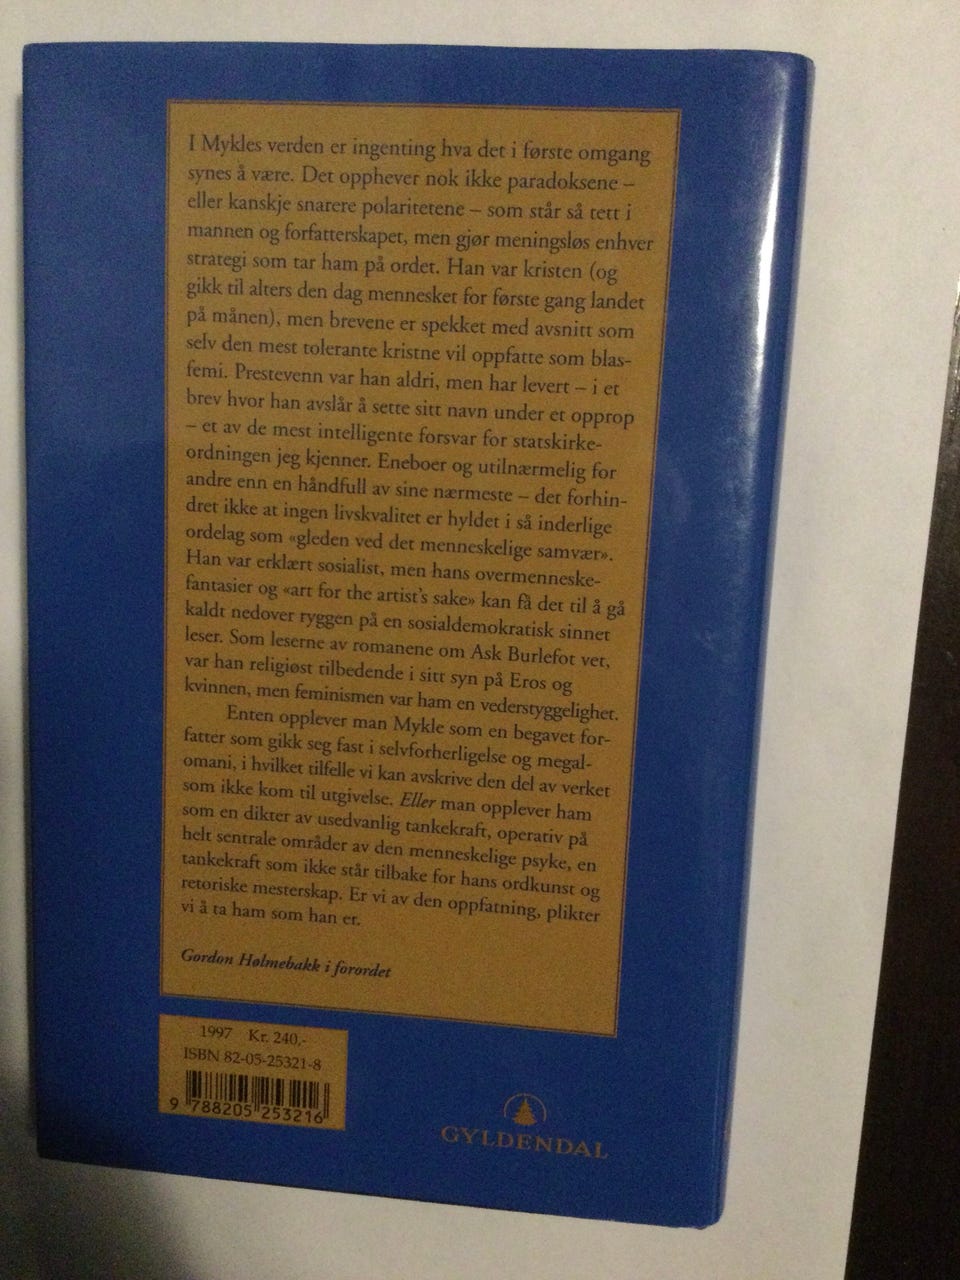 I Mykles verden er ingenting hva det i første omgang
synes å være. Det opphever nok ikke paradoksene –
eller kanskje snarere polaritetene – som står så tett i
mannen og forfatterskapet, men gjør meningsløs enhver
strategi som tar ham på ordet. Han var kristen (og
gikk til alters den dag mennesket for første gang landet
på månen), men brevene er spekket med avsnitt som
selv den mest tolerante kristne vil oppfatte som blas-
femi. Prestevenn var han aldri, men har levert – i et
brev hvor han avslår å sette sitt navn under et opprop
– et av de mest intelligente forsvar for statskirke-
ordningen jeg kjenner. Eneboer og utilnærmelig for
andre enn en håndfull av sine nærmeste – det forhin-
dret ikke at ingen livskvalitet er hyldet i så inderlige
ordelag som «gleden ved det menneskelige samvær».
Han var erklært sosialist, men hans overmenneske-
fantasier og «art for the artist's sake» kan få det til å gå
kaldt nedover ryggen på en sosialdemokratisk sinnet
leser. Som leserne av romanene om Ask Burlefot vet,
var han religiøst tilbedende i sitt syn på Eros og
kvinnen, men feminismen var ham en vederstyggelighet.
Enten opplever man Mykle som en begavet for-
fatter som gikk seg fast i selvforherligelse og megal-
omani, i hvilket tilfelle vi kan avskrive den del av verket
som ikke kom til utgivelse. Eller man opplever ham
som en dikter av usedvanlig tankekraft, operativ på
helt sentrale områder av den menneskelige psyke, en
tankekraft som ikke står tilbake for hans ordkunst og
retoriske mesterskap. Er vi av den oppfatning, plikter
vi å ta ham som han er.
Gordon Hølmebakk i forordet
1997 Kr. 240,-
ISBN 82-05-25321-8
9 788205 253216
GYLDENDAL